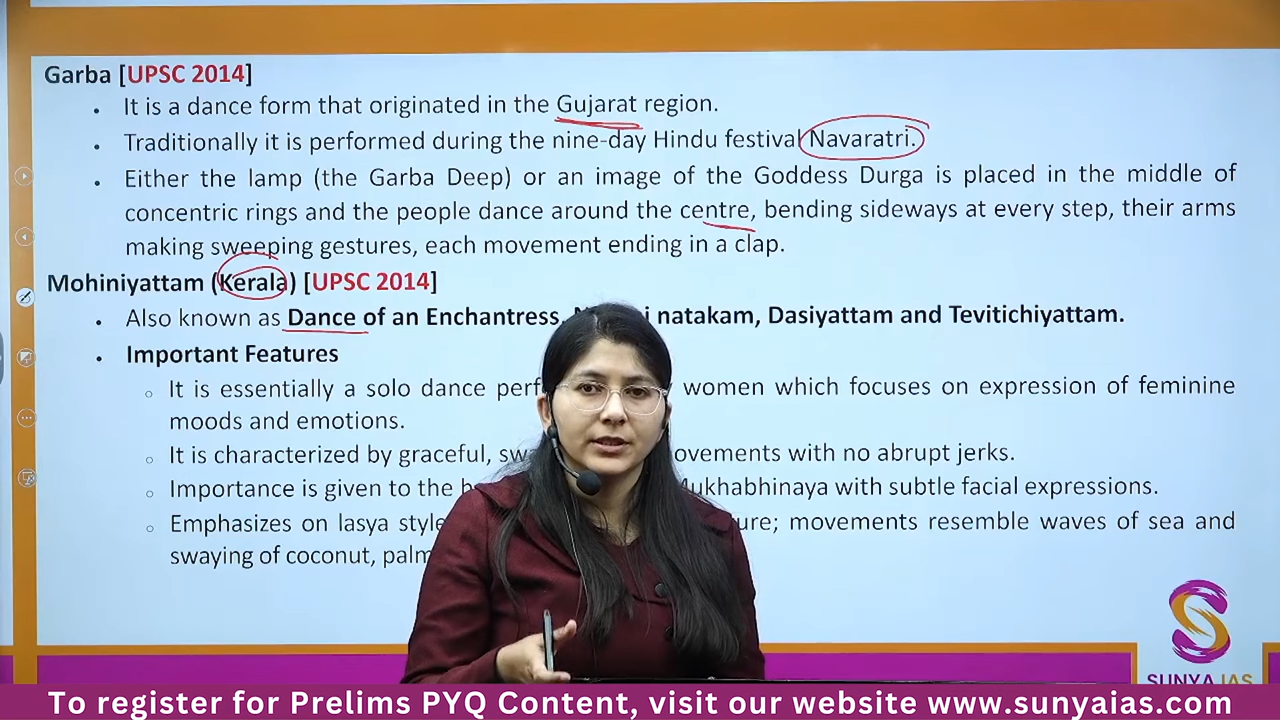 Garba [UPSC 2014]
• It is a dance form that originated in the Gujarat region.
• Traditionally it is performed during the nine-day Hindu festival Navaratri.
• Either the lamp (the Garba Deep) or an image of the Goddess Durga is placed in the middle of
concentric rings and the people dance around the centre, bending sideways at every step, their arms
making sweeping gestures, each movement ending in a clap.
Mohiniyattam (Kerala) [UPSC 2014]
• Also known as Dance of an Enchantress, natakam, Dasiyattam and Tevitichiyattam.
• Important Features
○ It is essentially a solo dance women which focuses on expression of feminine
moods and emotions.
○ It is characterized by graceful, with no abrupt jerks.
○ Importance is given to the Mukhabhinaya with subtle facial expressions.
○ Emphasizes on lasya style movements resemble waves of sea and
swaying of coconut, palm
SUNYA IAS
To register for Prelims PYQ Content, visit our website www.sunyaias.com